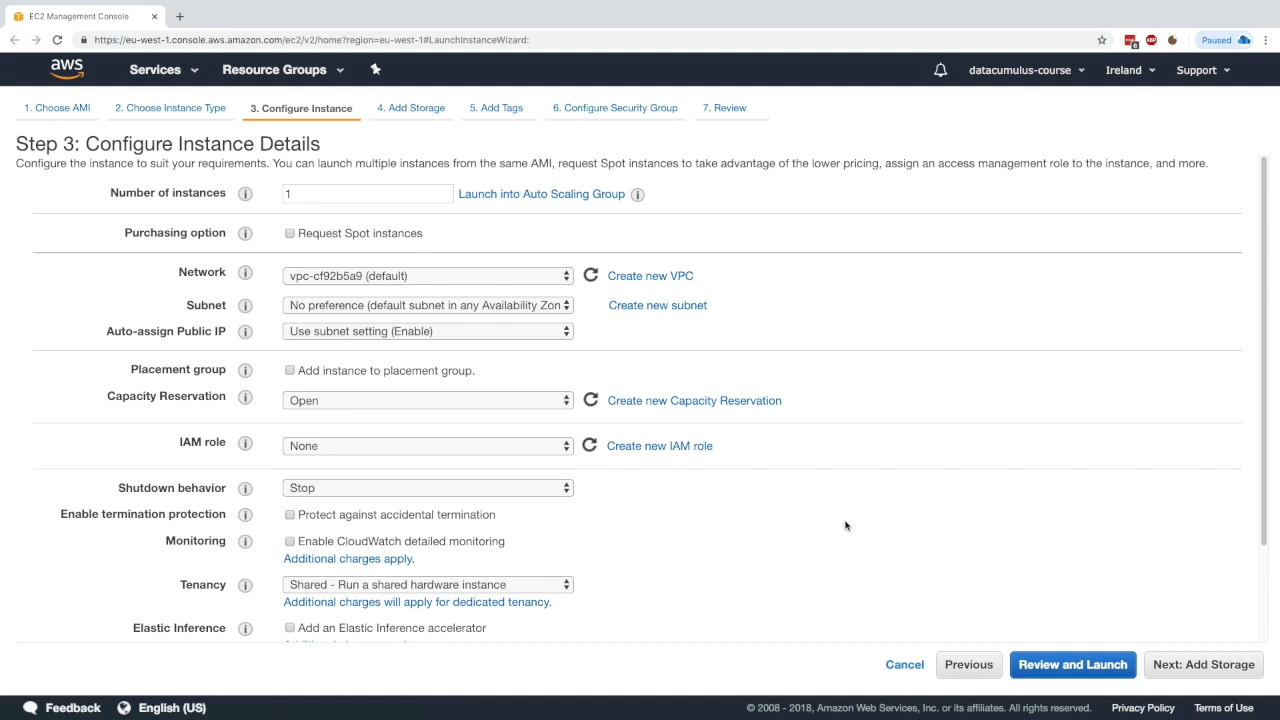 EC2 Management Console
https://eu-west-1.console.aws.amazon.com/ec2/v2/home?region=eu-west-1#LaunchInstanceWizard:
Paused
aws
Services
Resource Groups
datacumulus-course
Ireland
Support
1. Choose AMI
2. Choose Instance Type
3. Configure Instance
4. Add Storage
5. Add Tags
6. Configure Security Group
7. Review
Step 3: Configure Instance Details
Configure the instance to suit your requirements. You can launch multiple instances from the same AMI, request Spot instances to take advantage of the lower pricing, assign an access management role to the instance, and more.
Number of instances
1
Launch into Auto Scaling Group
Purchasing option
Request Spot instances
Network
vpc-cf92b5a9 (default)
Create new VPC
Subnet
No preference (default subnet in any Availability Zon
Create new subnet
Auto-assign Public IP
Use subnet setting (Enable)
Placement group
Add instance to placement group.
Capacity Reservation
Open
Create new Capacity Reservation
IAM role
None
Create new IAM role
Shutdown behavior
Stop
Enable termination protection
Protect against accidental termination
Monitoring
Enable CloudWatch detailed monitoring
Additional charges apply.
Tenancy
Shared - Run a shared hardware instance
Additional charges will apply for dedicated tenancy.
Elastic Inference
Add an Elastic Inference accelerator
Cancel
Previous
Review and Launch
Next: Add Storage
Feedback
English (US)
© 2008 - 2018, Amazon Web Services, Inc. or its affiliates. All rights reserved.
Privacy Policy
Terms of Use